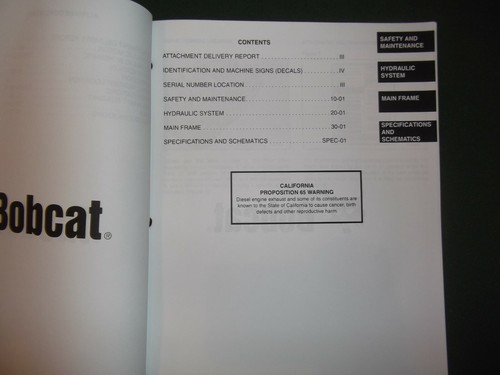 Bobcat®
CONTENTS
ATTACHMENT DELIVERY REPORT III
IDENTIFICATION AND MACHINE SIGNS (DECALS) IV
SERIAL NUMBER LOCATION III
SAFETY AND MAINTENANCE 10-01
HYDRAULIC SYSTEM 20-01
MAIN FRAME 30-01
SPECIFICATIONS AND SCHEMATICS SPEC-01
SAFETY AND
MAINTENANCE
HYDRAULIC
SYSTEM
MAIN FRAME
SPECIFICATIONS
AND
SCHEMATICS
CALIFORNIA
PROPOSITION 65 WARNING
Diesel engine exhaust and some of its constituents are
known to the State of California to cause cancer, birth
defects and other reproductive harm.